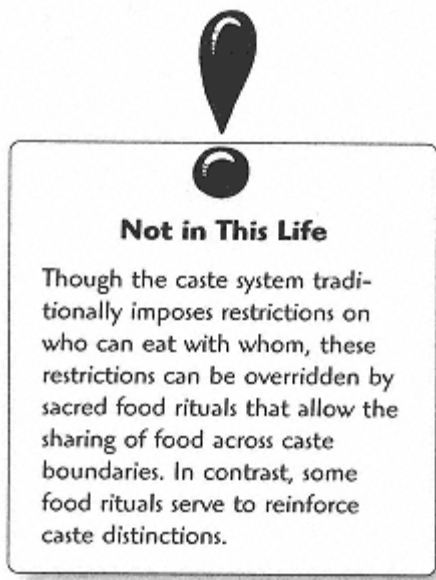 Not in This Life
Though the caste system tradi-
tionally imposes restrictions on
who can eat with whom, these
restrictions can be overridden by
sacred food rituals that allow the
sharing of food across caste
boundaries. In contrast, some
food rituals serve to reinforce
caste distinctions.